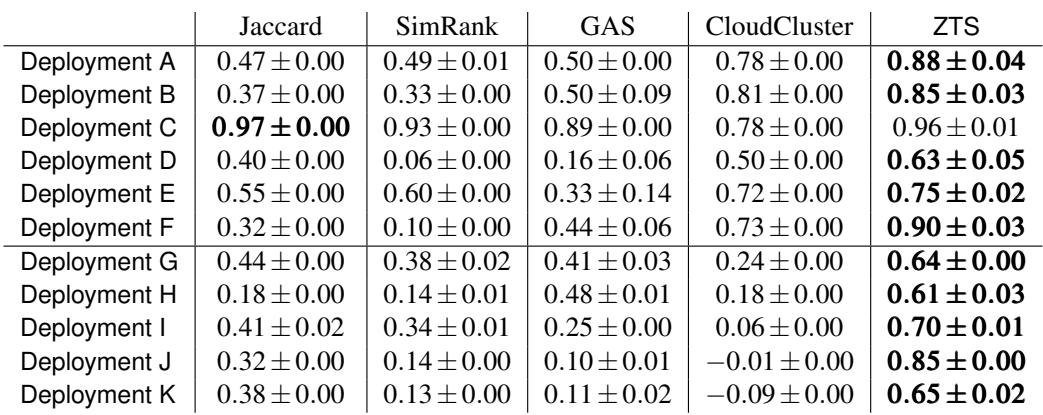 Jaccard SimRank GAS CloudCluster ZTS
Deployment A 0.47 ± 0.00 0.49 ± 0.01 0.50 ± 0.00 0.78 ± 0.00 0.88 ± 0.04
Deployment B 0.37 ± 0.00 0.33 ± 0.00 0.50 ± 0.09 0.81 ± 0.00 0.85 ± 0.03
Deployment C 0.97 ± 0.00 0.93 ± 0.00 0.89 ± 0.00 0.78 ± 0.00 0.96 ± 0.01
Deployment D 0.40 ± 0.00 0.06 ± 0.00 0.16 ± 0.06 0.50 ± 0.00 0.63 ± 0.05
Deployment E 0.55 ± 0.00 0.60 ± 0.00 0.33 ± 0.14 0.72 ± 0.00 0.75 ± 0.02
Deployment F 0.32 ± 0.00 0.10 ± 0.00 0.44 ± 0.06 0.73 ± 0.00 0.90 ± 0.03
Deployment G 0.44 ± 0.00 0.38 ± 0.02 0.41 ± 0.03 0.24 ± 0.00 0.64 ± 0.00
Deployment H 0.18 ± 0.00 0.14 ± 0.01 0.48 ± 0.01 0.18 ± 0.00 0.61 ± 0.03
Deployment I 0.41 ± 0.02 0.34 ± 0.01 0.25 ± 0.00 0.06 ± 0.00 0.70 ± 0.01
Deployment J 0.32 ± 0.00 0.14 ± 0.00 0.10 ± 0.01 −0.01 ± 0.00 0.85 ± 0.00
Deployment K 0.38 ± 0.00 0.13 ± 0.00 0.11 ± 0.02 −0.09 ± 0.00 0.65 ± 0.02